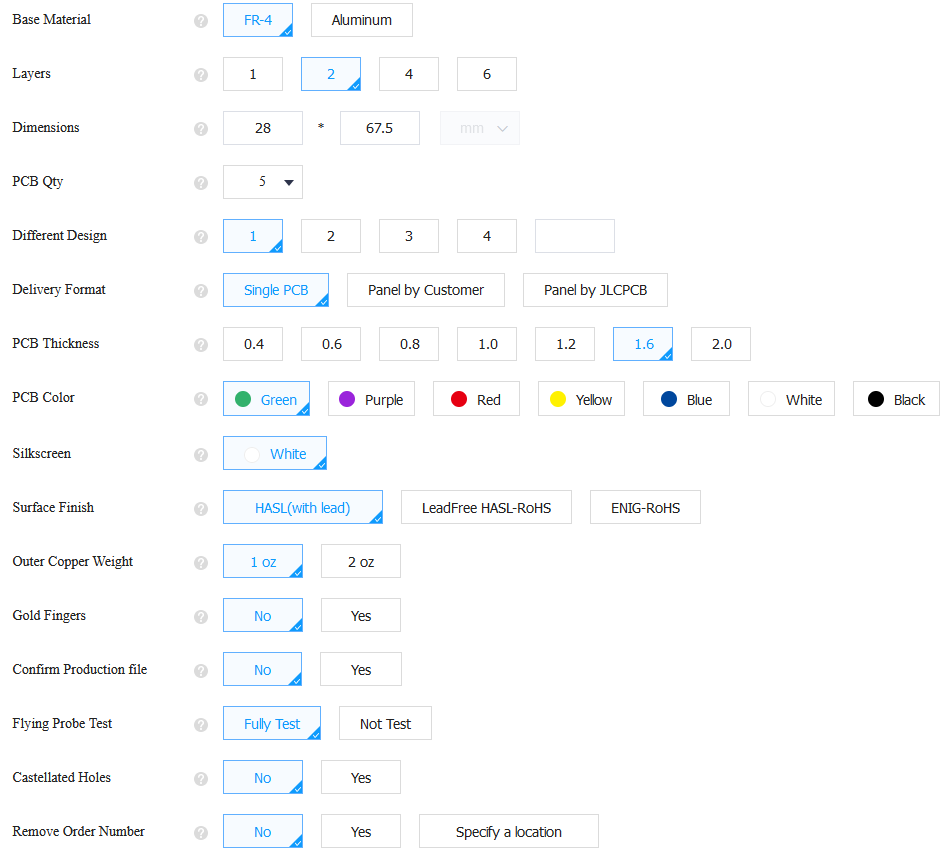 Base Material ? FR-4 Aluminum
Layers ? 1 2 4 6
Dimensions ? 28 * 67.5 mm
PCB Qty ? 5
Different Design ? 1 2 3 4
Delivery Format ? Single PCB Panel by Customer Panel by JLCPCB
PCB Thickness ? 0.4 0.6 0.8 1.0 1.2 1.6 2.0
PCB Color ? Green Purple Red Yellow Blue White Black
Silkscreen ? White
Surface Finish ? HASL(with lead) LeadFree HASL-RoHS ENIG-RoHS
Outer Copper Weight ? 1 oz 2 oz
Gold Fingers ? No Yes
Confirm Production file ? No Yes
Flying Probe Test ? Fully Test Not Test
Castellated Holes ? No Yes
Remove Order Number ? No Yes Specify a location